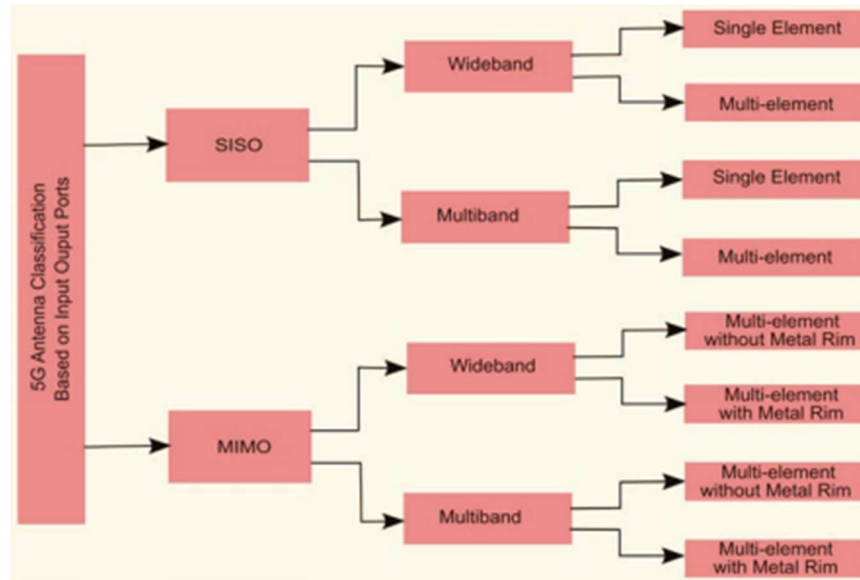 5G Antenna Classification
Based on Input Ouput Ports
SISO
Wideband
Single Element
Multi-element
Multiband
Single Element
Multi-element
MIMO
Wideband
Multi-element
without Metal Rim
Multi-element
with Metal Rim
Multiband
Multi-element
without Metal Rim
Multi-element
with Metal Rim